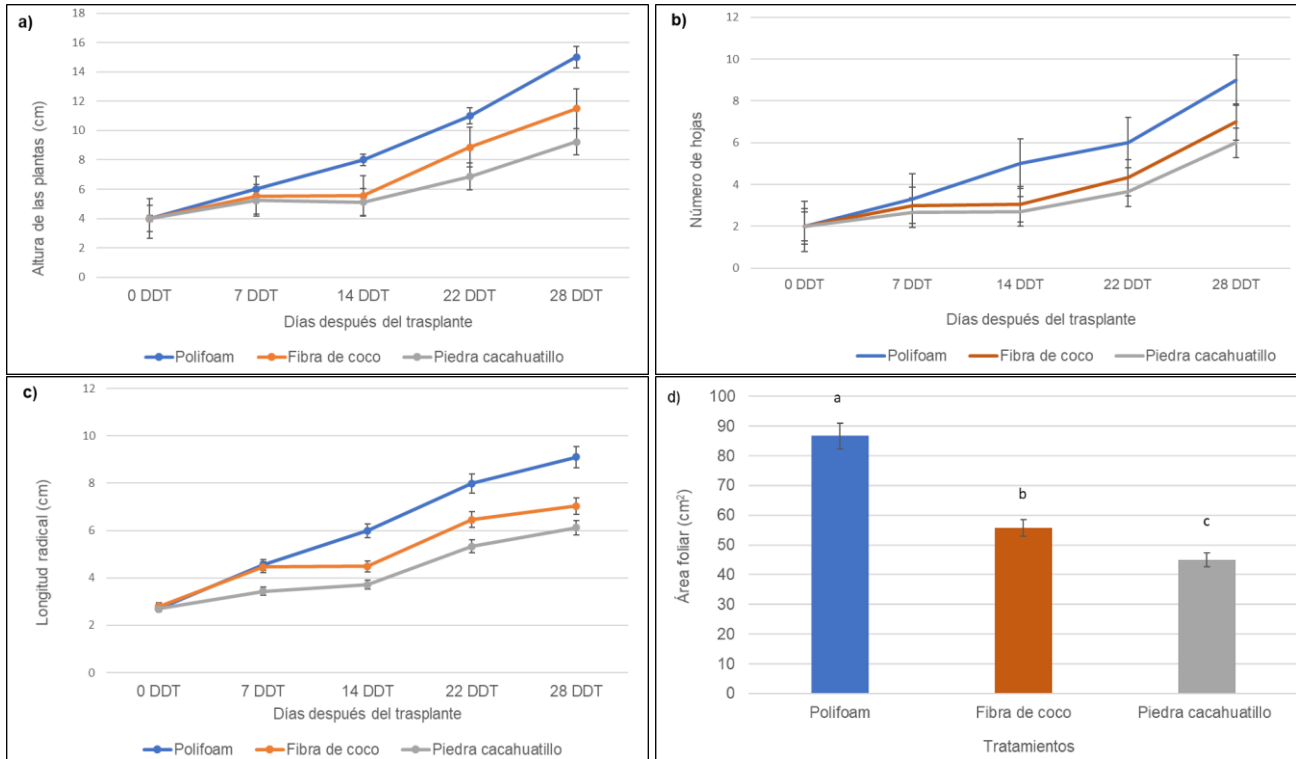 a)
Altura de las plantas (cm)
16
14
12
10
8
6
4
2
0
0 DDT 7 DDT 14 DDT 22 DDT 28 DDT
Días después del trasplante
Polifoam Fibra de coco Piedra cacahuatillo
b)
Número de hojas
10
8
6
4
2
0
0 DDT 7 DDT 14 DDT 22 DDT 28 DDT
Días después del trasplante
Polifoam Fibra de coco Piedra cacahuatillo
c)
Longitud radical (cm)
12
10
8
6
4
2
0
0 DDT 7 DDT 14 DDT 22 DDT 28 DDT
Días después del trasplante
Polifoam Fibra de coco Piedra cacahuatillo
d)
Área foliar (cm²)
100
90
80
70
60
50
40
30
20
10
0
a
b
c
Polifoam Fibra de coco Piedra cacahuatillo
Tratamientos